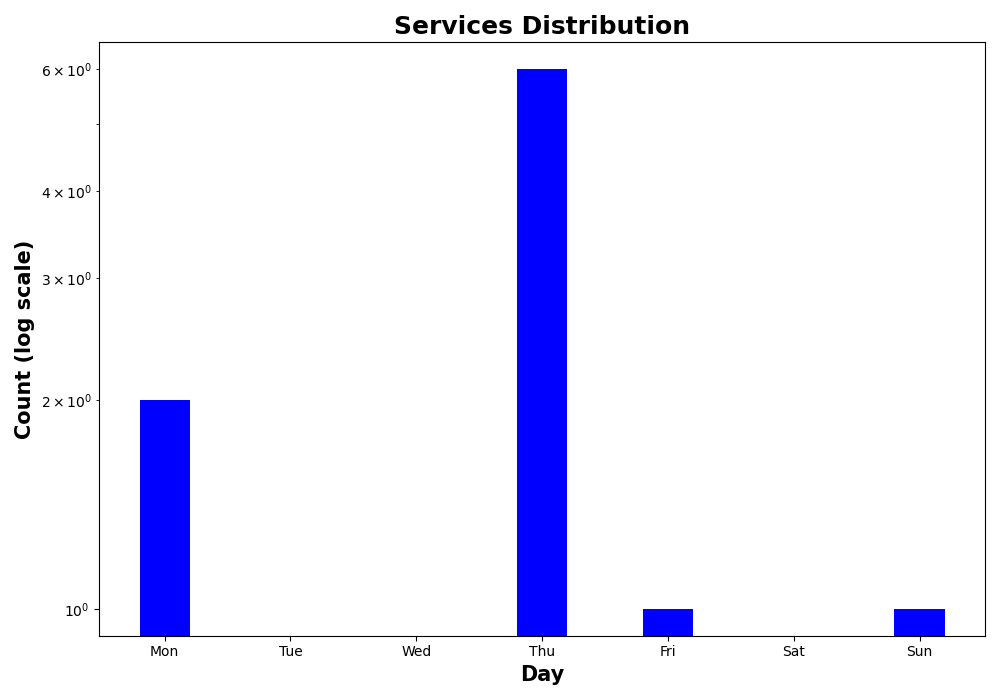 Services Distribution
6 × 10⁰
4 × 10⁰
3 × 10⁰
2 × 10⁰
10⁰
Count (log scale)
Mon Tue Wed Thu Fri Sat Sun
Day